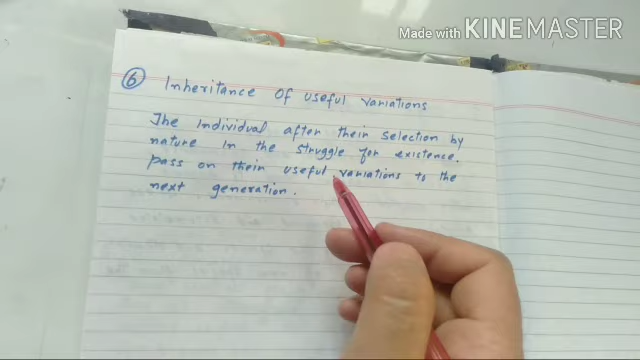 Made with KINEMASTER
6 Inheritance Of useful variations
The individual after their selection by
nature in the struggle for existence.
pass on their useful variations to the
next generation.